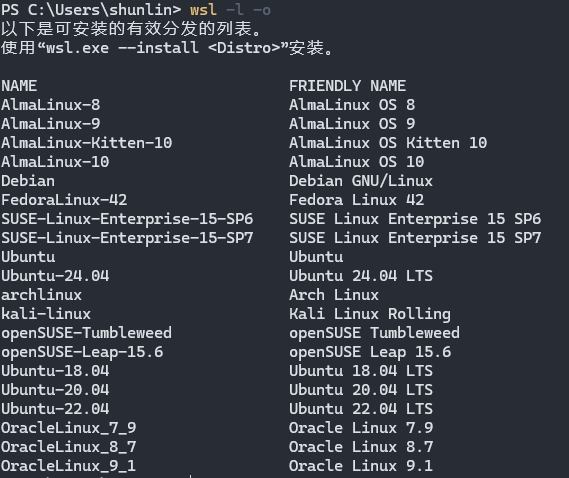 PS C:\Users\shunlin> wsl -l -o
以下是可安装的有效分发的列表。
使用“wsl.exe --install <Distro>”安装。
NAME FRIENDLY NAME
AlmaLinux-8 AlmaLinux OS 8
AlmaLinux-9 AlmaLinux OS 9
AlmaLinux-Kitten-10 AlmaLinux OS Kitten 10
AlmaLinux-10 AlmaLinux OS 10
Debian Debian GNU/Linux
FedoraLinux-42 Fedora Linux 42
SUSE-Linux-Enterprise-15-SP6 SUSE Linux Enterprise 15 SP6
SUSE-Linux-Enterprise-15-SP7 SUSE Linux Enterprise 15 SP7
Ubuntu Ubuntu
Ubuntu-24.04 Ubuntu 24.04 LTS
archlinux Arch Linux
kali-linux Kali Linux Rolling
openSUSE-Tumbleweed openSUSE Tumbleweed
openSUSE-Leap-15.6 openSUSE Leap 15.6
Ubuntu-18.04 Ubuntu 18.04 LTS
Ubuntu-20.04 Ubuntu 20.04 LTS
Ubuntu-22.04 Ubuntu 22.04 LTS
OracleLinux_7_9 Oracle Linux 7.9
OracleLinux_8_7 Oracle Linux 8.7
OracleLinux_9_1 Oracle Linux 9.1